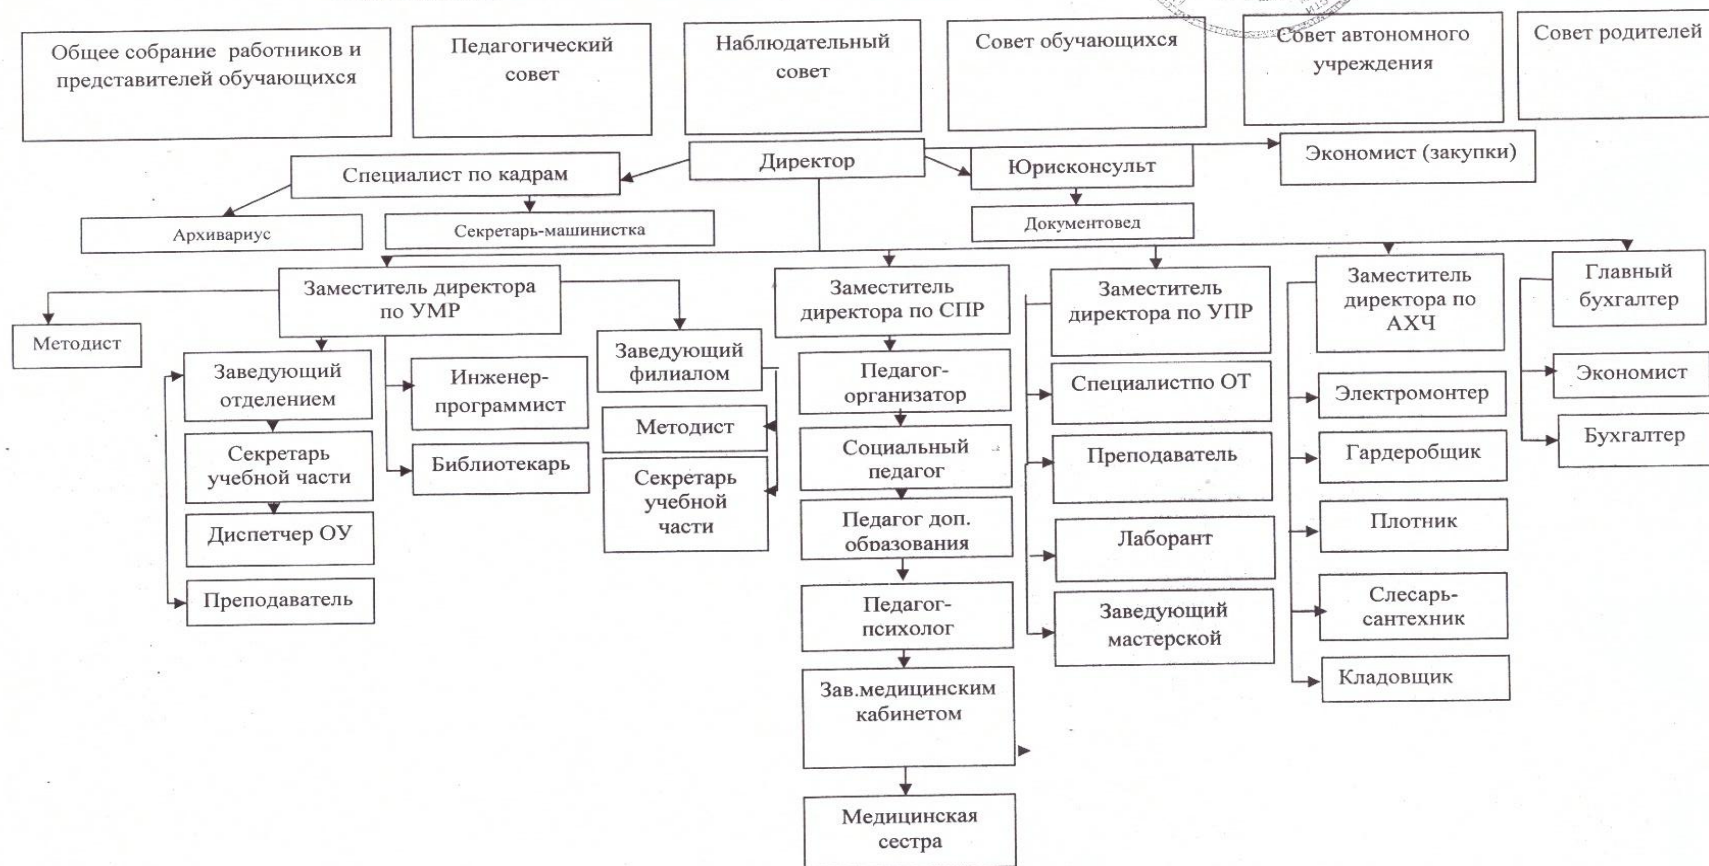 Общее собрание работников и
представителей обучающихся
Педагогический
совет
Наблюдательный
совет
Совет обучающихся
Совет автономного
учреждения
Совет родителей
Директор
Специалист по кадрам
Юрисконсульт
Экономист (закупки)
Архивариус
Секретарь-машинистка
Документовед
Заместитель директора
по УМР
Заместитель
директора по СПР
Заместитель
директора по УПР
Заместитель
директора по
АХЧ
Главный
бухгалтер
Методист
Заведующий
отделением
Секретарь
учебной части
Диспетчер ОУ
Преподаватель
Инженер-
программист
Библиотекарь
Заведующий
филиалом
Методист
Секретарь
учебной
части
Педагог-
организатор
Социальный
педагог
Педагог доп.
образования
Педагог-
психолог
Зав.медицинским
кабинетом
Медицинская
сестра
Специалистпо ОТ
Преподаватель
Лаборант
Заведующий
мастерской
Электромонтер
Гардеробщик
Плотник
Слесарь-
сантехник
Кладовщик
Экономист
Бухгалтер